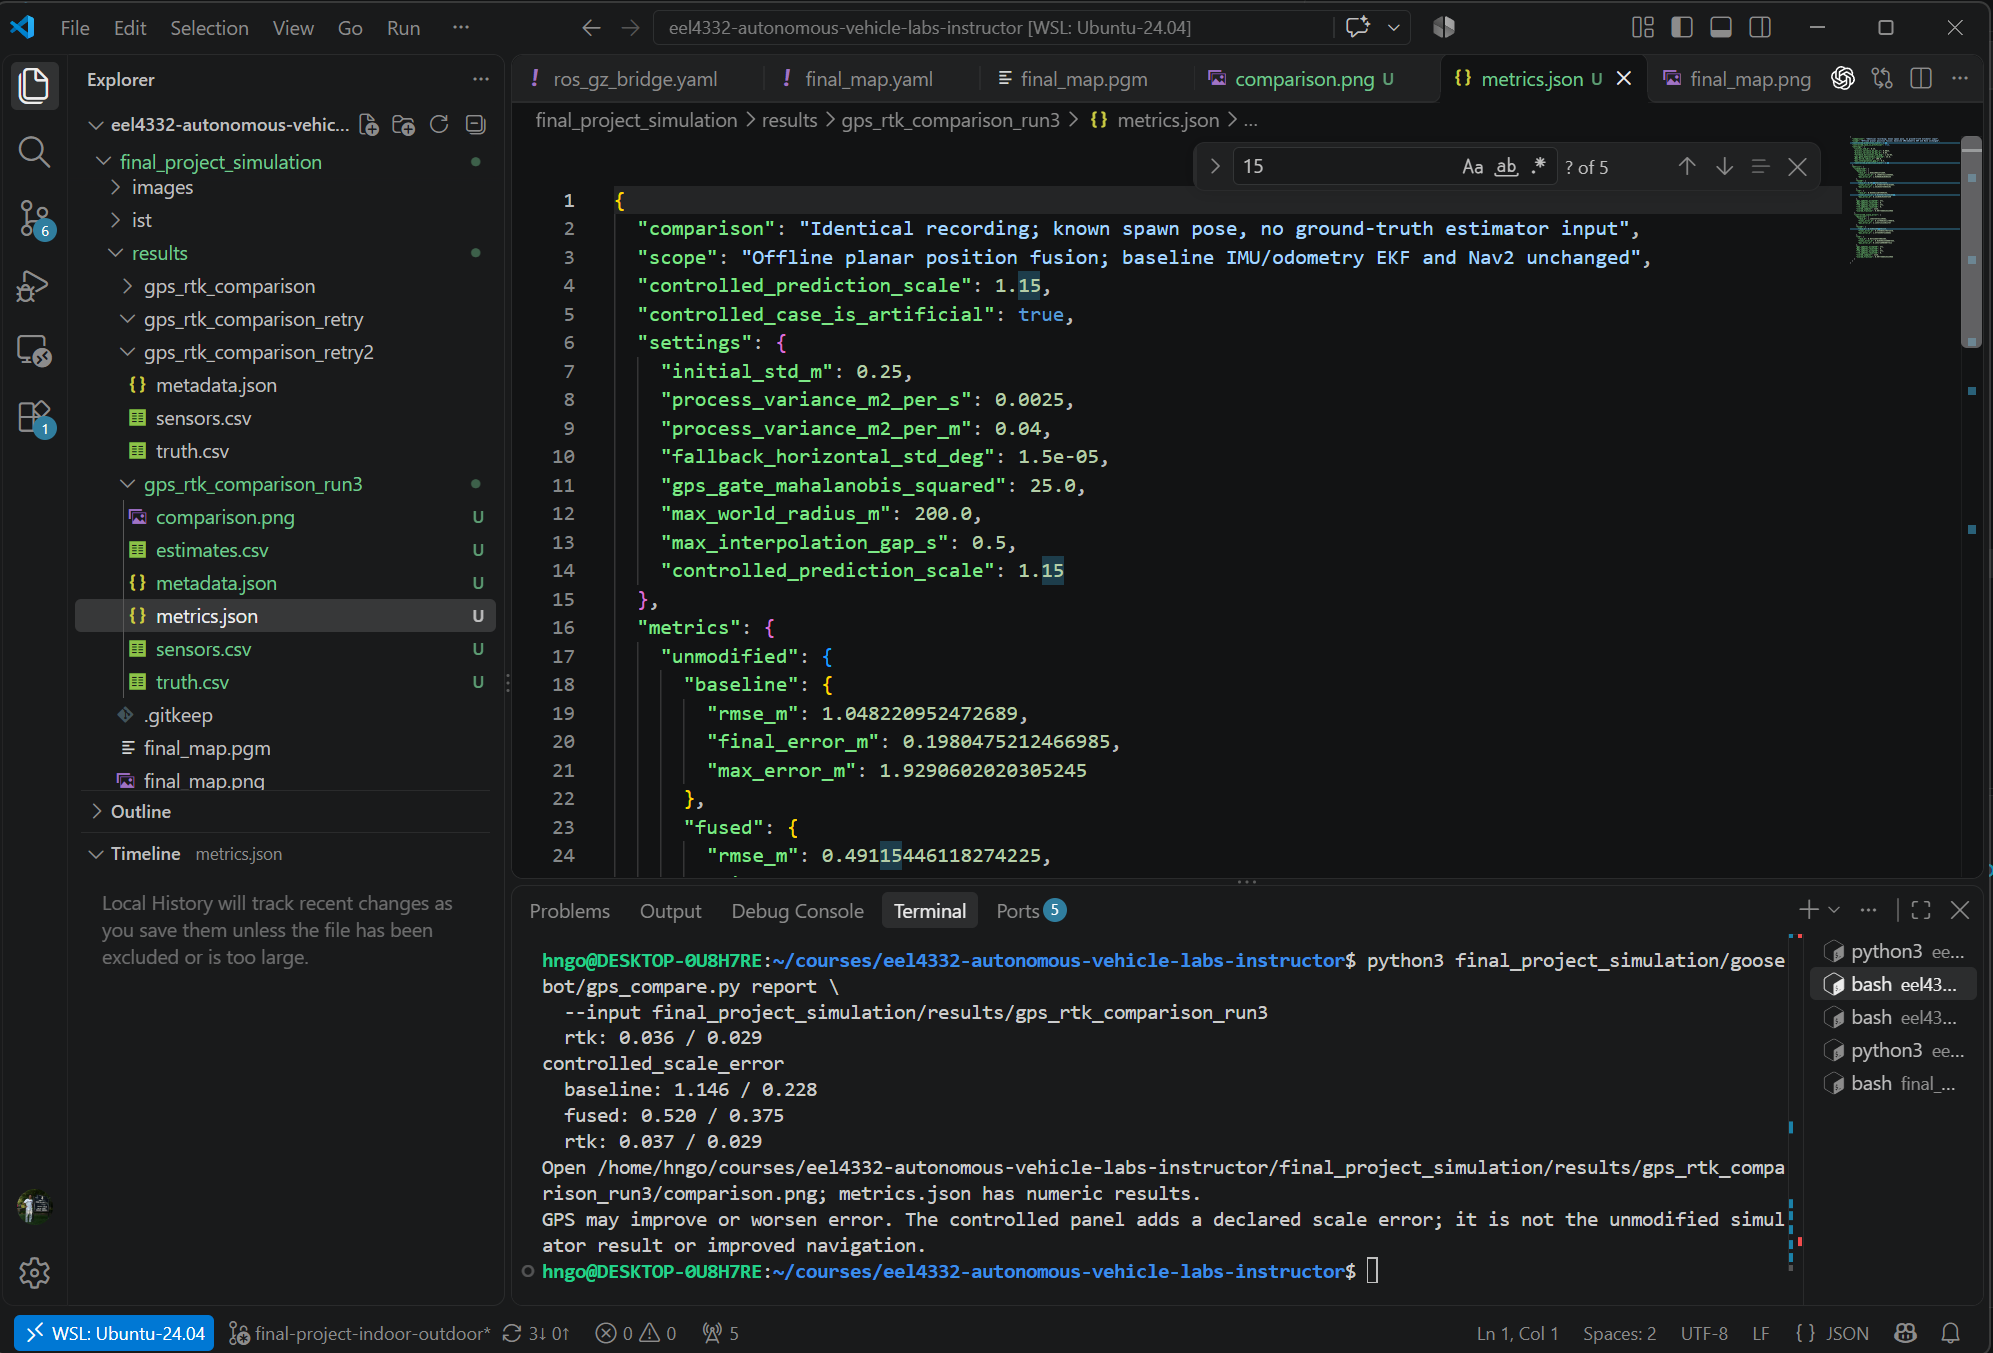 File Edit Selection View Go Run ···
eel4332-autonomous-vehicle-labs-instructor [WSL: Ubuntu-24.04]
Explorer
eel4332-autonomous-vehic...
final_project_simulation
images
ist
results
gps_rtk_comparison
gps_rtk_comparison_retry
gps_rtk_comparison_retry2
metadata.json
sensors.csv
truth.csv
gps_rtk_comparison_run3
comparison.png U
estimates.csv U
metadata.json U
metrics.json U
sensors.csv U
truth.csv U
.gitkeep
final_map.pgm
final_map.png
Outline
Timeline metrics.json
Local History will track recent changes as
you save them unless the file has been
excluded or is too large.
6
1
! ros_gz_bridge.yaml ! final_map.yaml final_map.pgm comparison.png U {} metrics.json U final_map.png
final_project_simulation > results > gps_rtk_comparison_run3 > {} metrics.json > ...
15 Aa ab .* ? of 5
1 {
2 "comparison": "Identical recording; known spawn pose, no ground-truth estimator input",
3 "scope": "Offline planar position fusion; baseline IMU/odometry EKF and Nav2 unchanged",
4 "controlled_prediction_scale": 1.15,
5 "controlled_case_is_artificial": true,
6 "settings": {
7 "initial_std_m": 0.25,
8 "process_variance_m2_per_s": 0.0025,
9 "process_variance_m2_per_m": 0.04,
10 "fallback_horizontal_std_deg": 1.5e-05,
11 "gps_gate_mahalanobis_squared": 25.0,
12 "max_world_radius_m": 200.0,
13 "max_interpolation_gap_s": 0.5,
14 "controlled_prediction_scale": 1.15
15 },
16 "metrics": {
17 "unmodified": {
18 "baseline": {
19 "rmse_m": 1.048220952472689,
20 "final_error_m": 0.1980475212466985,
21 "max_error_m": 1.9290602020305245
22 },
23 "fused": {
24 "rmse_m": 0.49115446118274225,
Problems Output Debug Console Terminal Ports 5
hngo@DESKTOP-0U8H7RE:~/courses/eel4332-autonomous-vehicle-labs-instructor$ python3 final_project_simulation/goose
bot/gps_compare.py report \
--input final_project_simulation/results/gps_rtk_comparison_run3
rtk: 0.036 / 0.029
controlled_scale_error
baseline: 1.146 / 0.228
fused: 0.520 / 0.375
rtk: 0.037 / 0.029
Open /home/hngo/courses/eel4332-autonomous-vehicle-labs-instructor/final_project_simulation/results/gps_rtk_compa
rison_run3/comparison.png; metrics.json has numeric results.
GPS may improve or worsen error. The controlled panel adds a declared scale error; it is not the unmodified simul
ator result or improved navigation.
hngo@DESKTOP-0U8H7RE:~/courses/eel4332-autonomous-vehicle-labs-instructor$
python3 ee...
bash eel43...
bash eel43...
python3 ee...
bash final_...
WSL: Ubuntu-24.04 final-project-indoor-outdoor* 3↓ 0↑ 0 0 5 Ln 1, Col 1 Spaces: 2 UTF-8 LF {} JSON